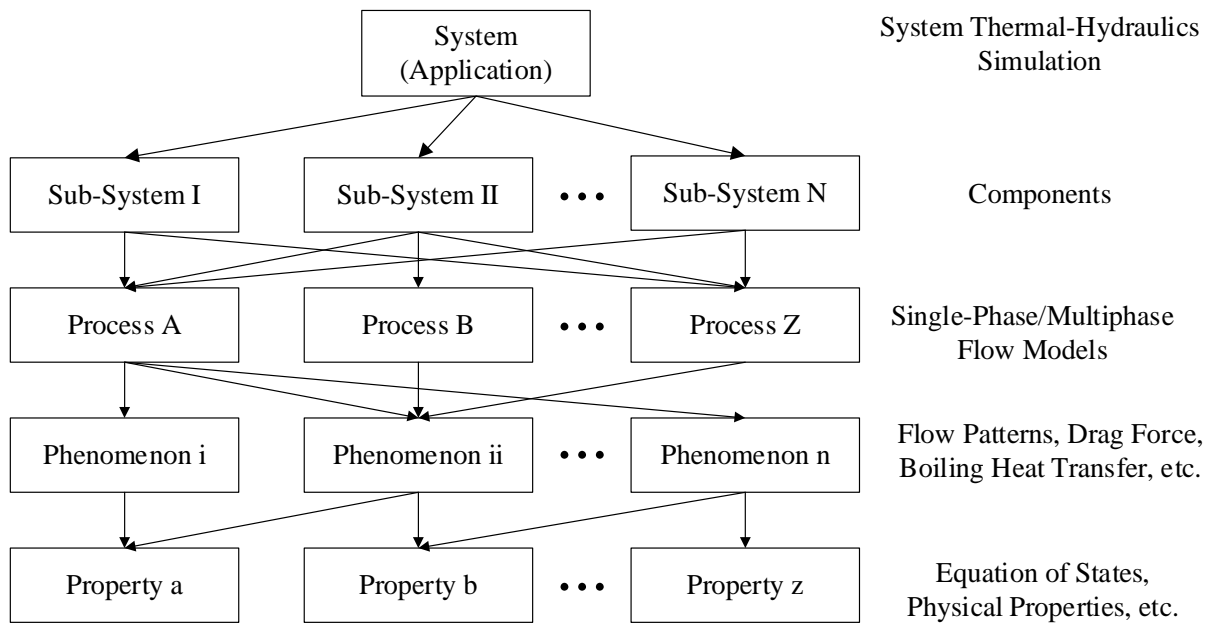 System
(Application)
System Thermal-Hydraulics
Simulation
Sub-System I
Sub-System II
•••
Sub-System N
Components
Process A
Process B
•••
Process Z
Single-Phase/Multiphase
Flow Models
Phenomenon i
Phenomenon ii
•••
Phenomenon n
Flow Patterns, Drag Force,
Boiling Heat Transfer, etc.
Property a
Property b
•••
Property z
Equation of States,
Physical Properties, etc.